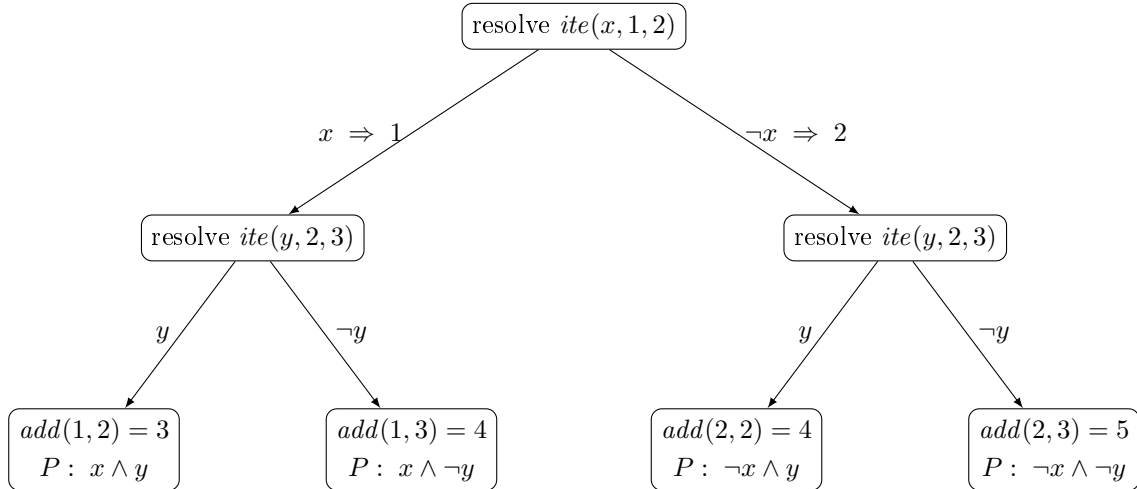 resolve ite(x, 1, 2)
x ⇒ 1
¬x ⇒ 2
resolve ite(y, 2, 3)
resolve ite(y, 2, 3)
y
¬y
y
¬y
add(1, 2) = 3
P : x ∧ y
add(1, 3) = 4
P : x ∧ ¬y
add(2, 2) = 4
P : ¬x ∧ y
add(2, 3) = 5
P : ¬x ∧ ¬y